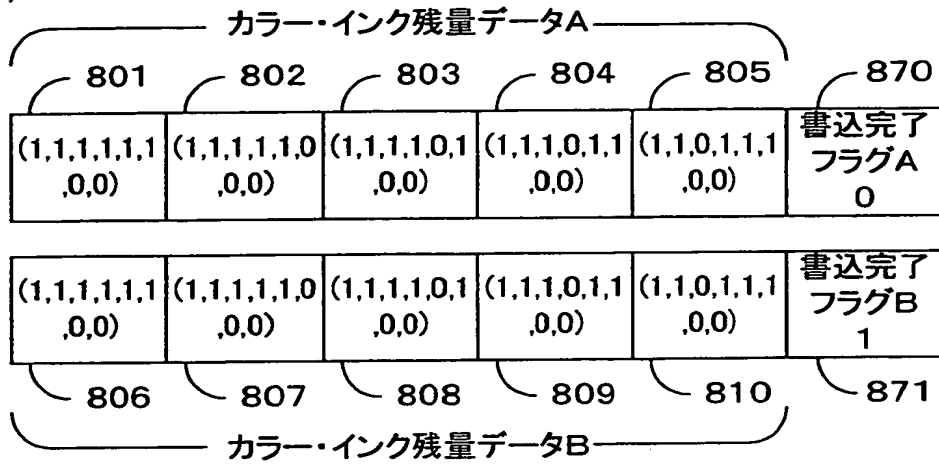 カラー・インク残量データA
801 802 803 804 805 870
(1,1,1,1,1,1 (1,1,1,1,1,0 (1,1,1,1,0,1 (1,1,1,0,1,1 (1,1,0,1,1,1 書込完了
,0,0) ,0,0) ,0,0) ,0,0) ,0,0) フラグA
0
(1,1,1,1,1,1 (1,1,1,1,1,0 (1,1,1,1,0,1 (1,1,1,0,1,1 (1,1,0,1,1,1 書込完了
,0,0) ,0,0) ,0,0) ,0,0) ,0,0) フラグB
1
806 807 808 809 810 871
カラー・インク残量データB